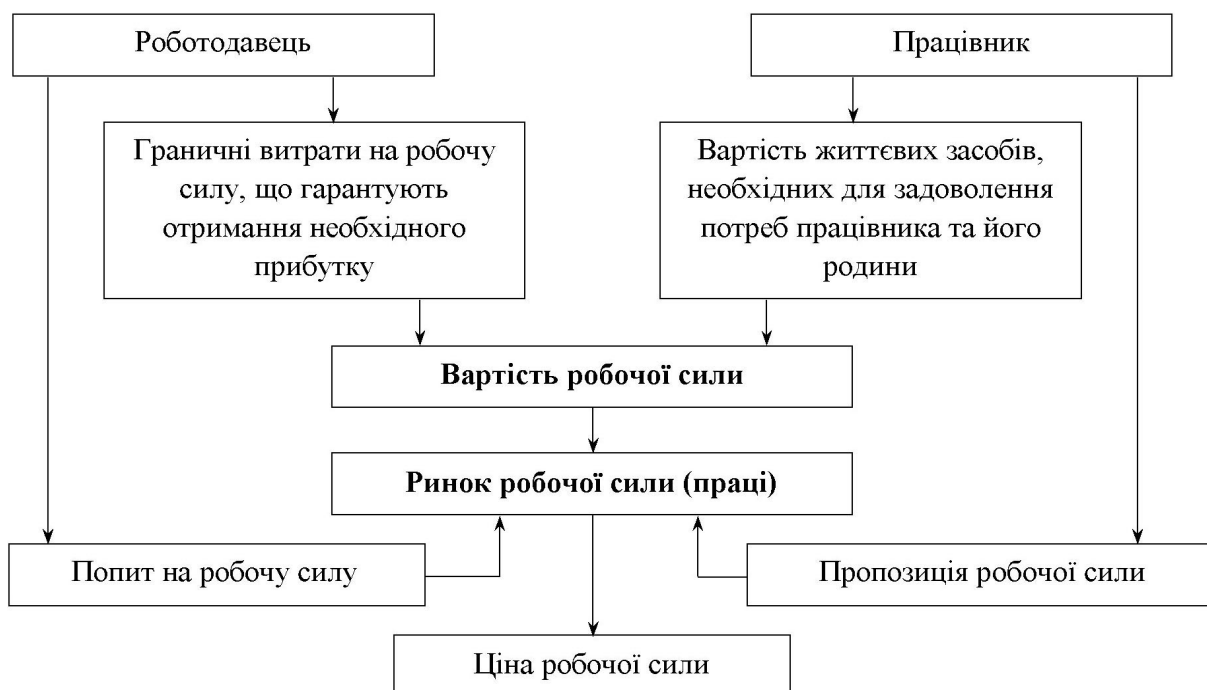 Роботодавець
Працівник
Граничні витрати на робочу
силу, що гарантують
отримання необхідного
прибутку
Вартість життєвих засобів,
необхідних для задоволення
потреб працівника та його
родини
Вартість робочої сили
Ринок робочої сили (праці)
Попит на робочу силу
Пропозиція робочої сили
Ціна робочої сили